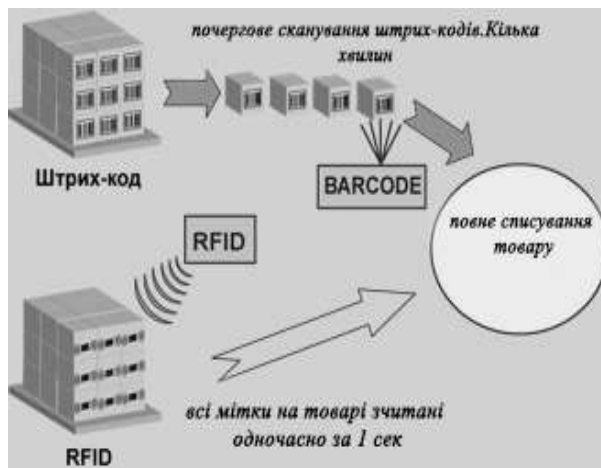 почергове сканування штрих-кодів.Кілька
хвилин
Штрих-код
BARCODE
RFID
повне списування
товару
всі мітки на товарі зчитані
одночасно за 1 сек
RFID